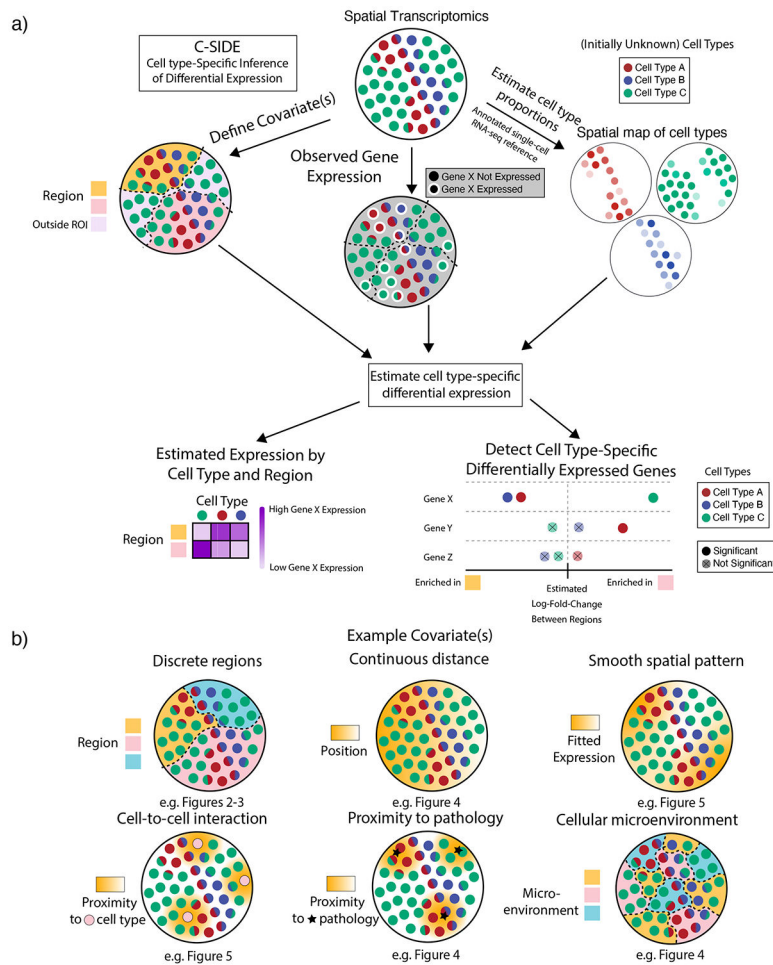 a)
Spatial Transcriptomics
C-SIDE
Cell type-Specific Inference
of Differential Expression
(Initially Unknown) Cell Types
Cell Type A
Cell Type B
Cell Type C
Define Covariate(s)
Estimate cell type
proportions
Annotated single-cell
RNA-seq reference
Spatial map of cell types
Observed Gene
Expression
Gene X Not Expressed
Gene X Expressed
Region
Outside ROI
Estimate cell type-specific
differential expression
Estimated Expression by
Cell Type and Region
Cell Type
Region
High Gene X Expression
Low Gene X Expression
Detect Cell Type-Specific
Differentially Expressed Genes
Gene X
Gene Y
Gene Z
Enriched in
Estimated
Log-Fold-Change
Between Regions
Enriched in
Cell Types
Cell Type A
Cell Type B
Cell Type C
Significant
Not Significant
b)
Example Covariate(s)
Discrete regions
Region
e.g. Figures 2-3
Continuous distance
Position
e.g. Figure 4
Smooth spatial pattern
Fitted
Expression
e.g. Figure 5
Cell-to-cell interaction
Proximity
to cell type
e.g. Figure 5
Proximity to pathology
Proximity
to pathology
e.g. Figure 4
Cellular microenvironment
Micro-
environment
e.g. Figure 4